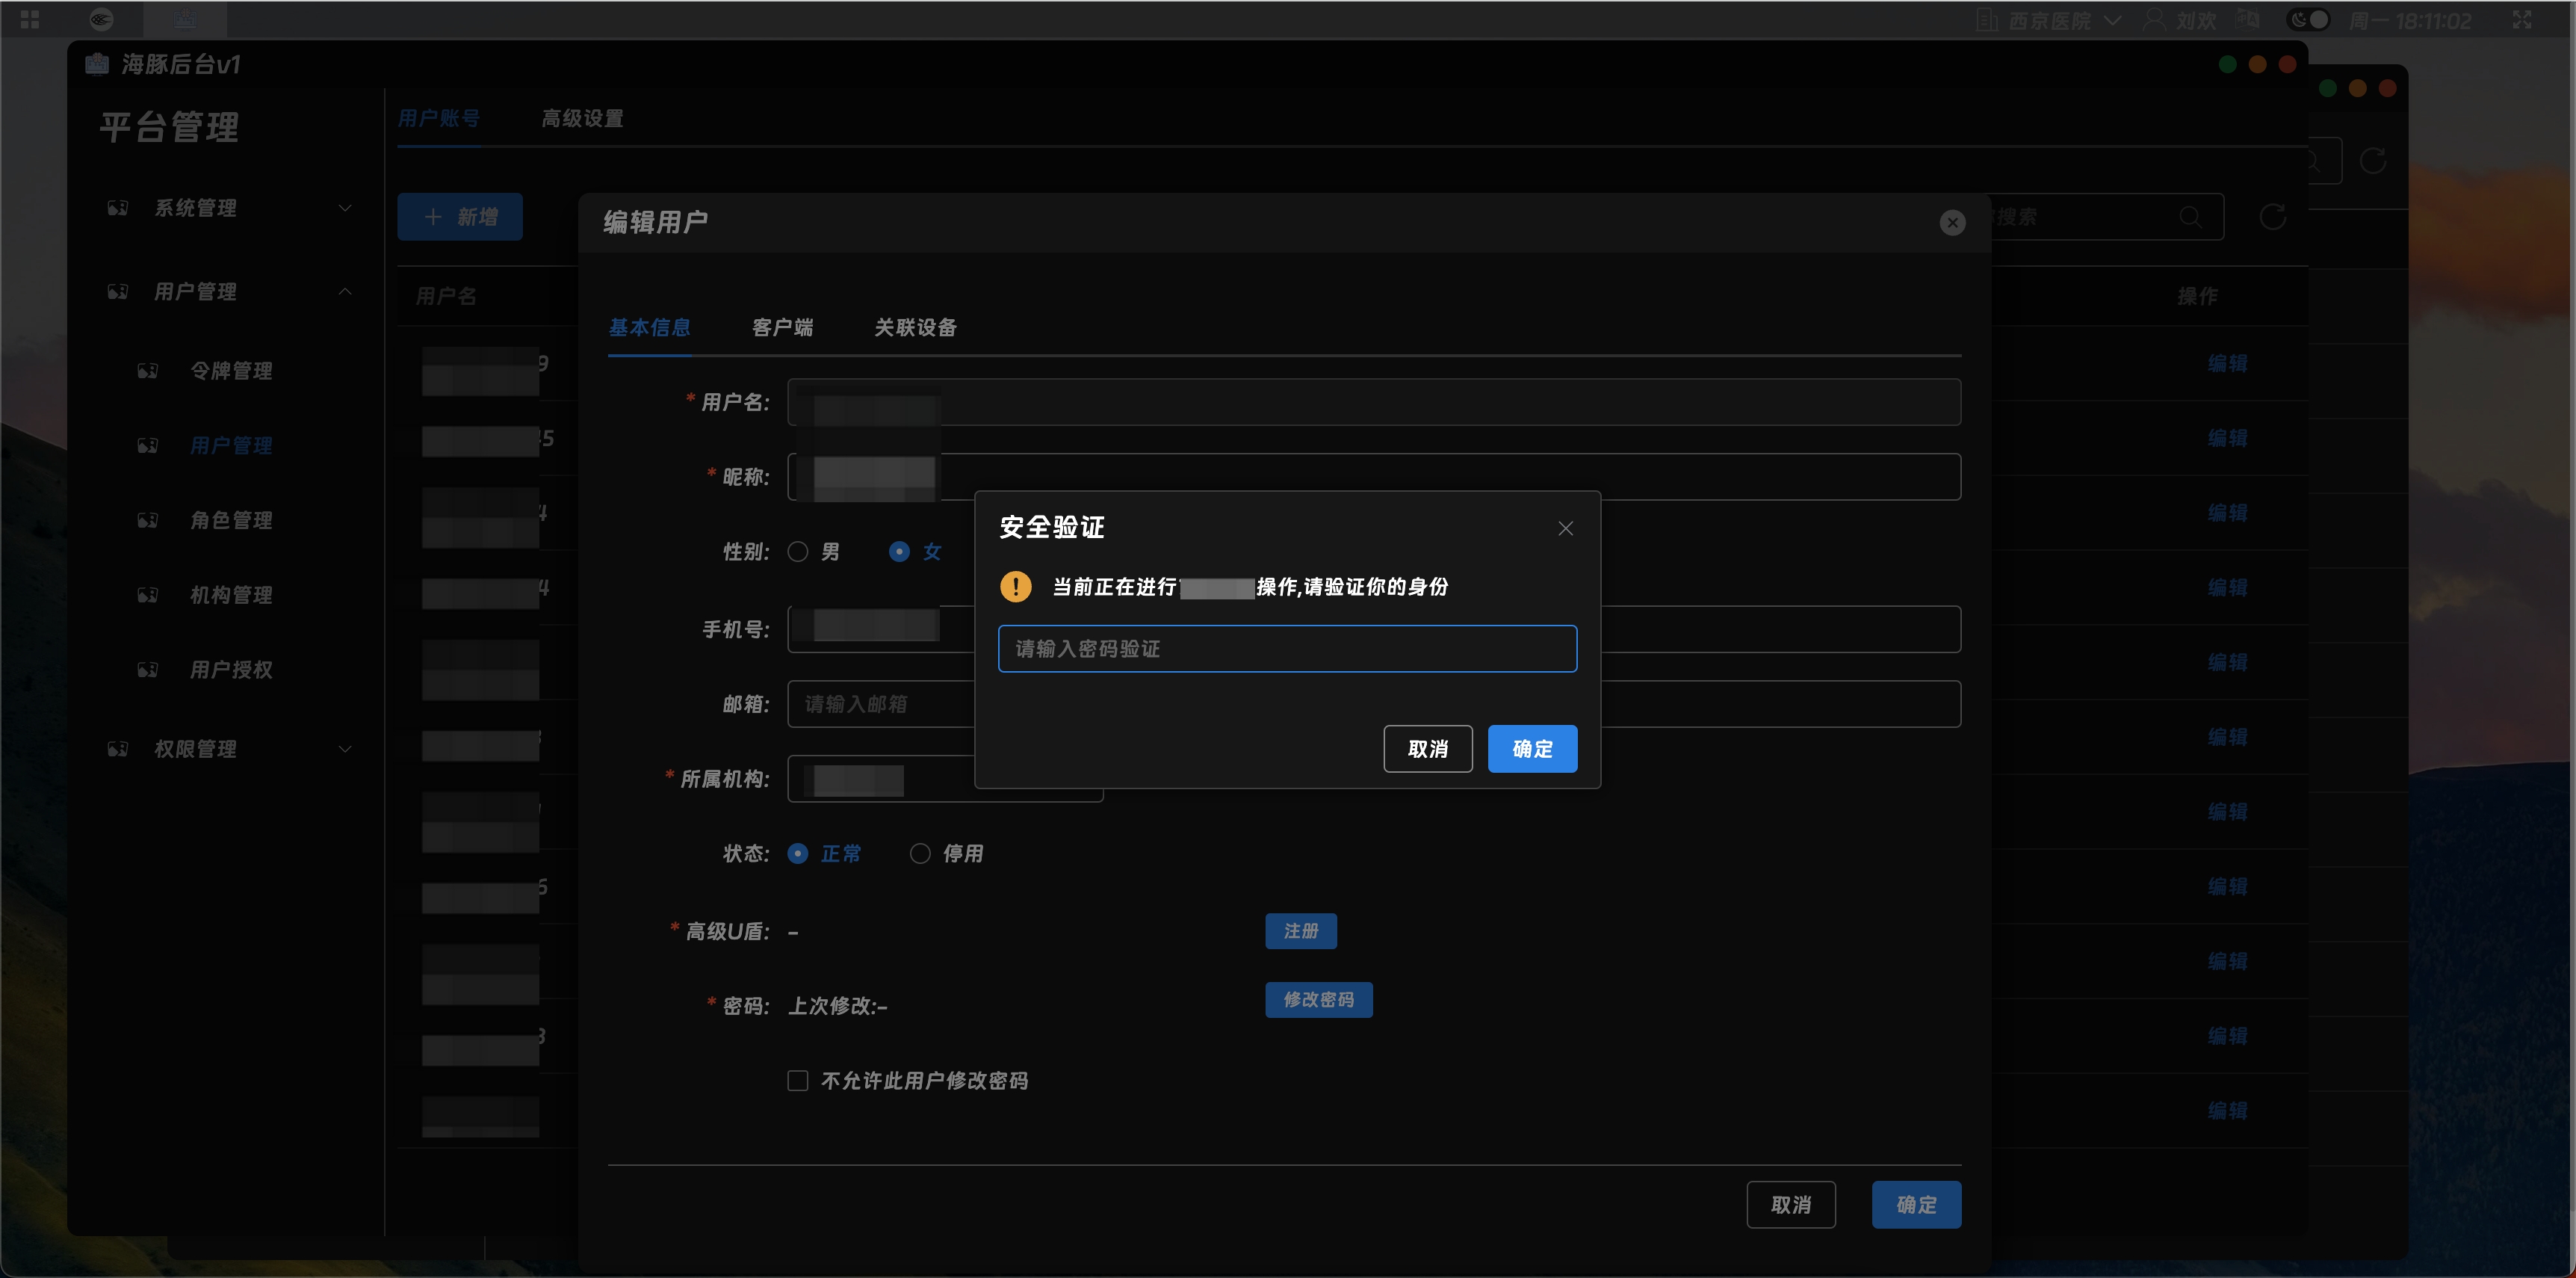 西京医院 刘欢 周一 18:11:02
海豚后台v1
平台管理
系统管理
用户管理
令牌管理
用户管理
角色管理
机构管理
用户授权
权限管理
用户账号 高级设置
+ 新增
搜索
用户名 操作
9 编辑
5 编辑
4 编辑
4 编辑
编辑
编辑
编辑
6 编辑
编辑
3 编辑
编辑
编辑用户
基本信息 客户端 关联设备
* 用户名:
* 昵称:
性别: 男 女
手机号:
邮箱: 请输入邮箱
* 所属机构:
状态: 正常 停用
* 高级U盾: – 注册
* 密码: 上次修改:– 修改密码
不允许此用户修改密码
取消 确定
安全验证
当前正在进行 操作,请验证你的身份
请输入密码验证
取消 确定